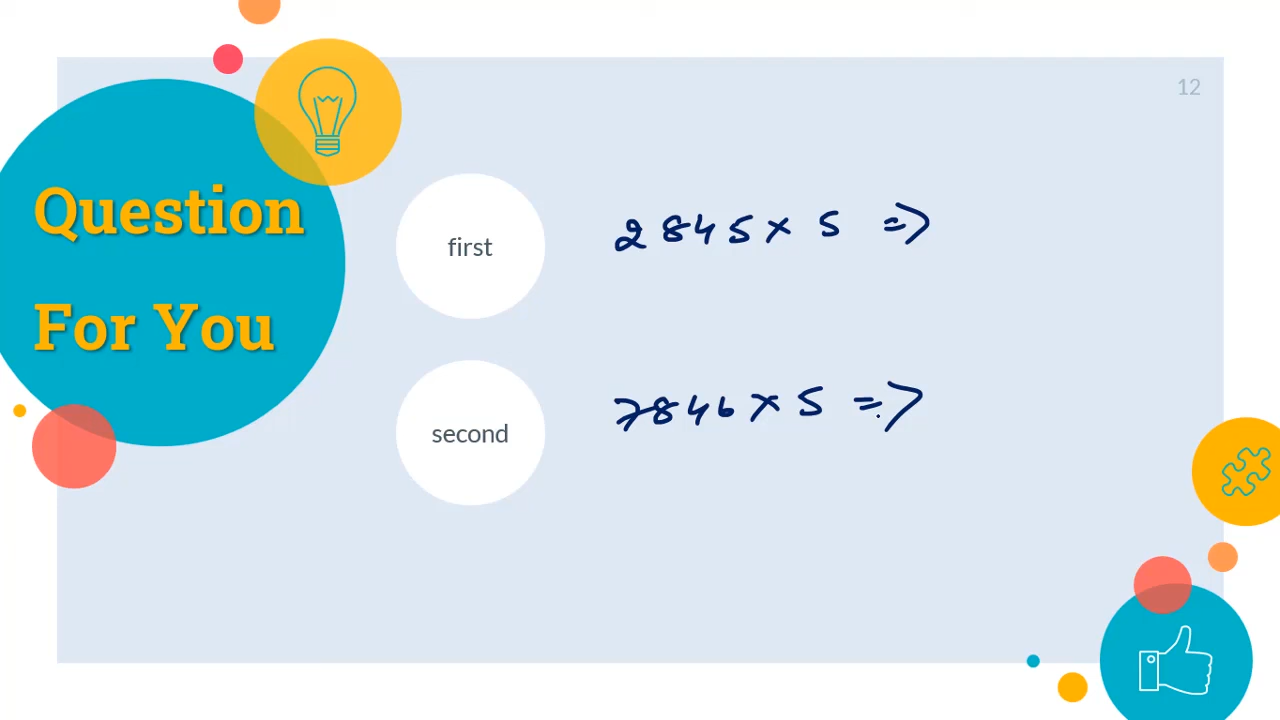 12
Question
For You
first
2845 × 5 =>
second
7846 × 5 =>